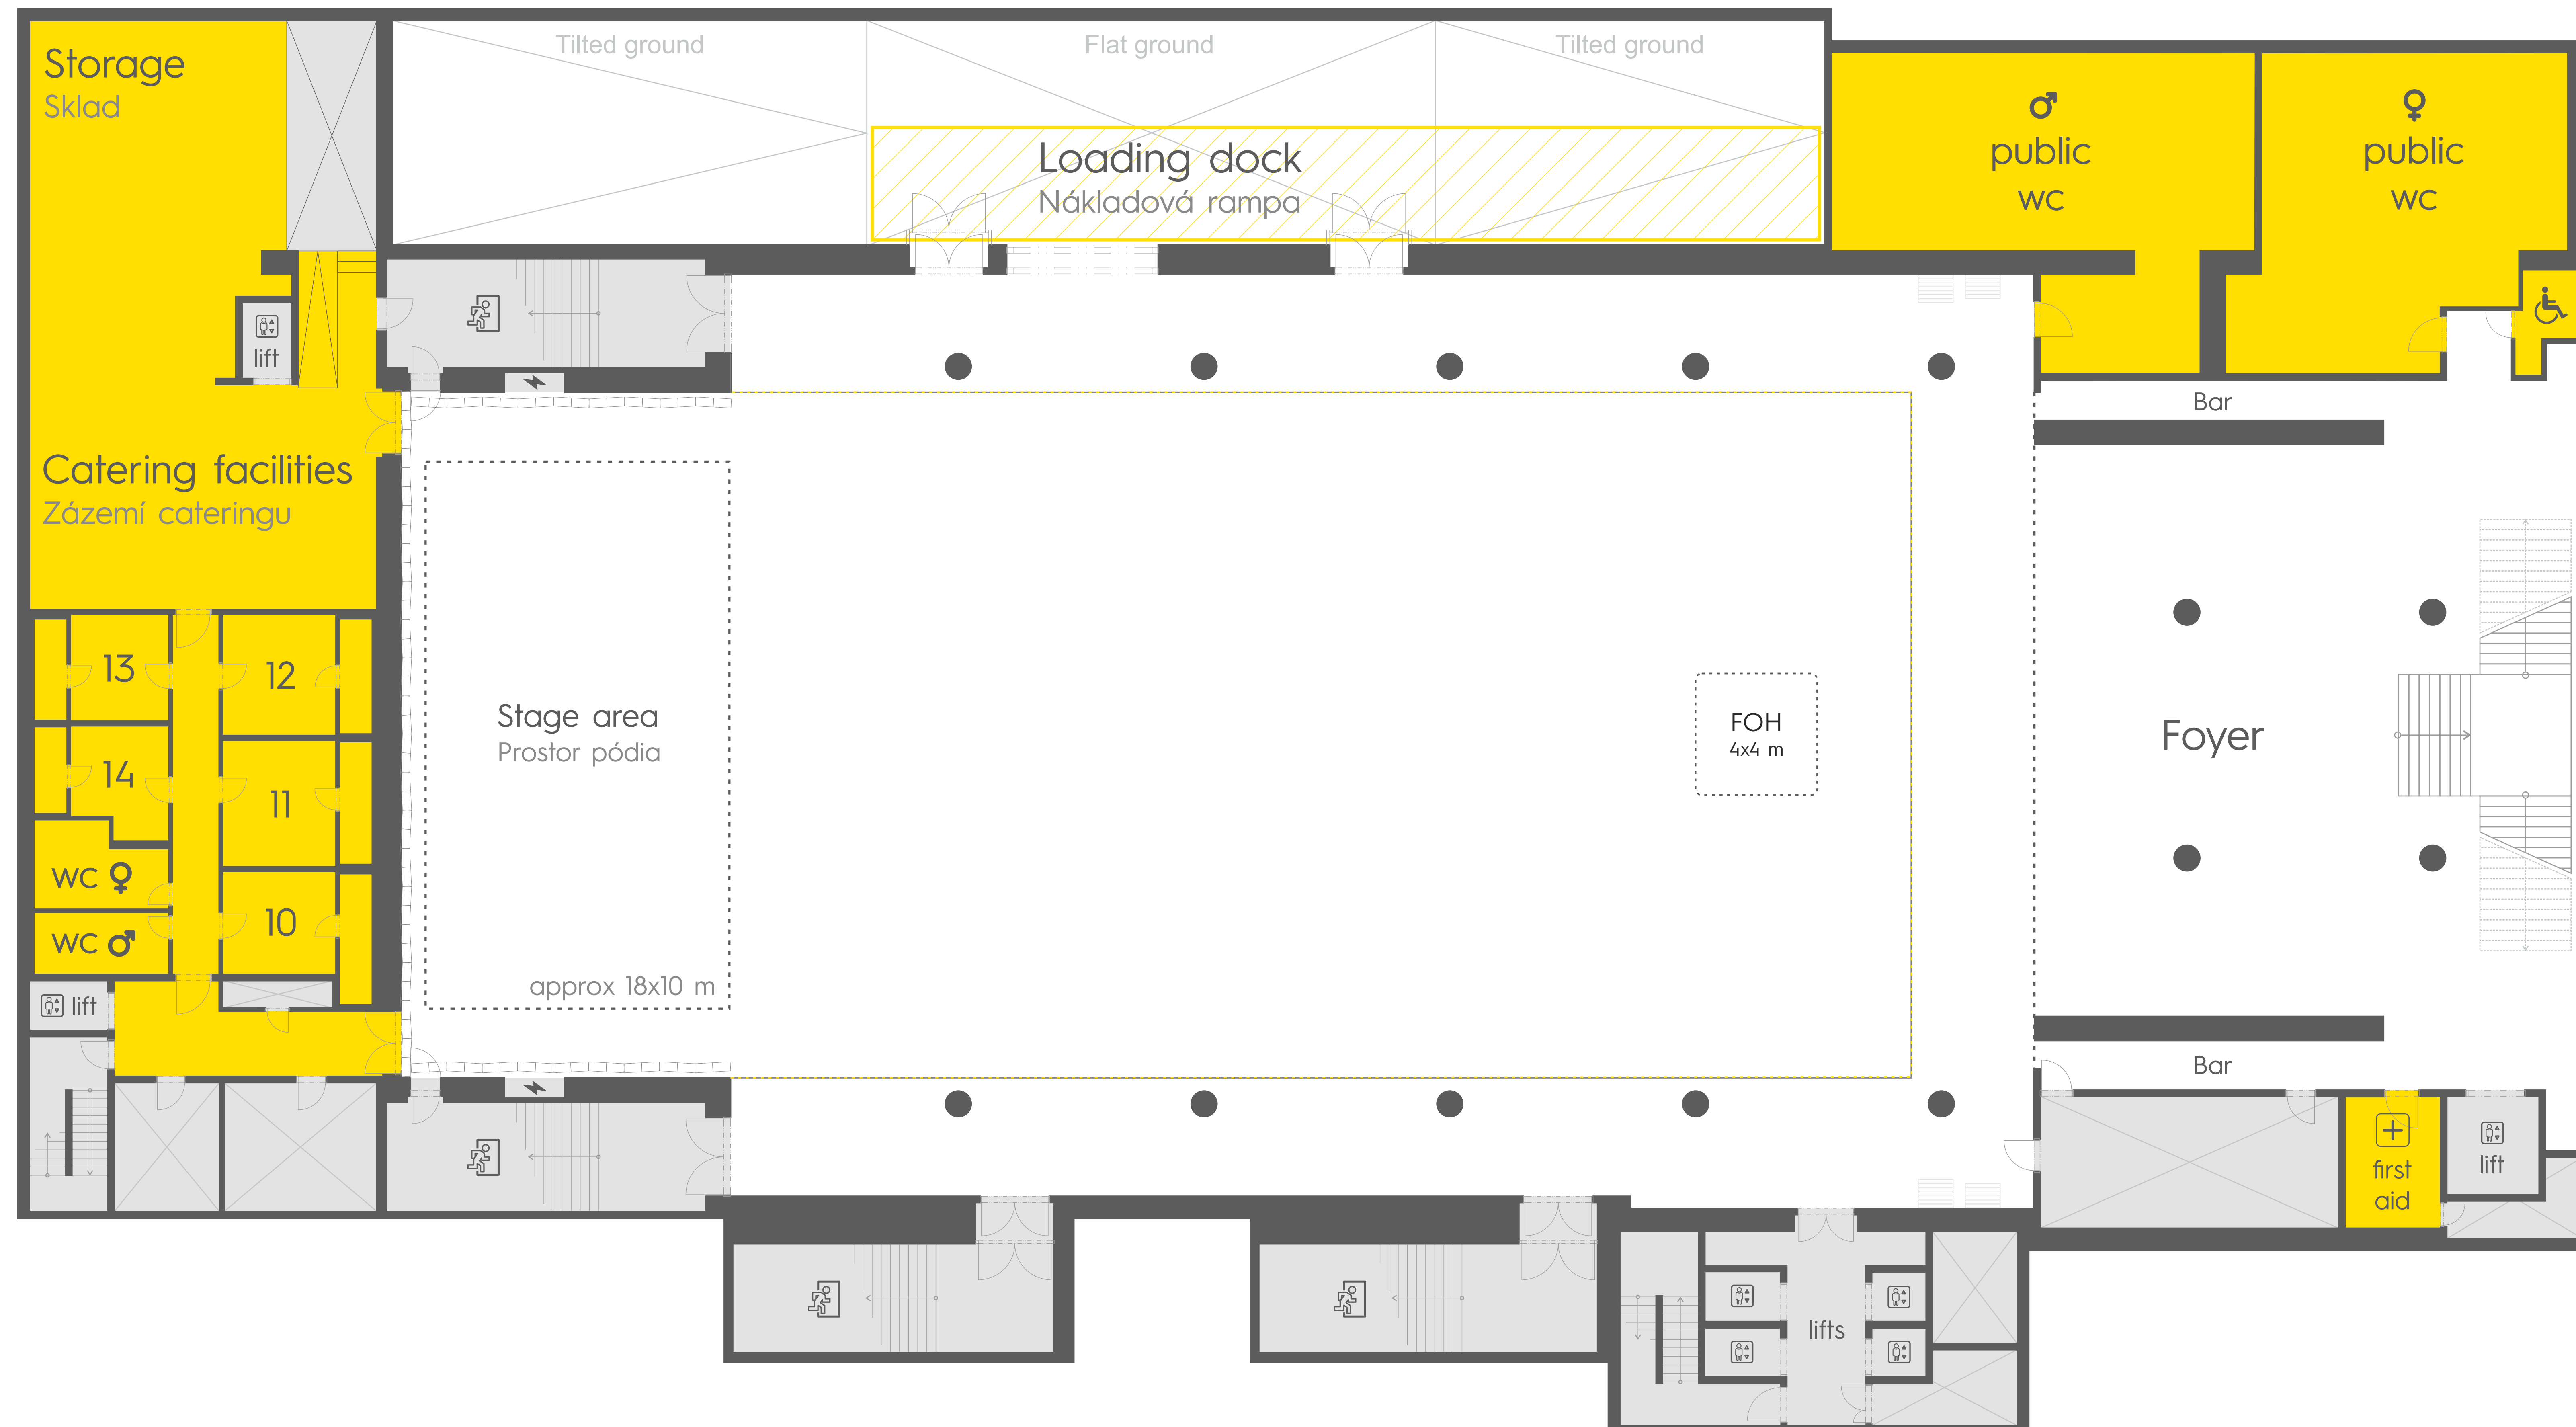 Storage
Sklad
Tilted ground
Flat ground
Tilted ground
Loading dock
Nákladová rampa
public
wc
public
wc
lift
Bar
Catering facilities
Zázemí cateringu
13
12
14
11
wc
10
wc
lift
Stage area
Prostor pódia
approx 18x10 m
FOH
4x4 m
Foyer
Bar
first
aid
lift
lifts